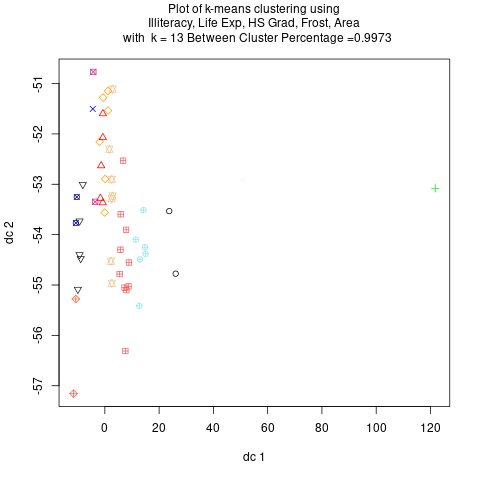 Plot of k-means clustering using
Illiteracy, Life Exp, HS Grad, Frost, Area
with  k = 13 Between Cluster Percentage =0.9973
-51
-52
-53
-54
-55
-56
-57
dc 2
0 20 40 60 80 100 120
dc 1